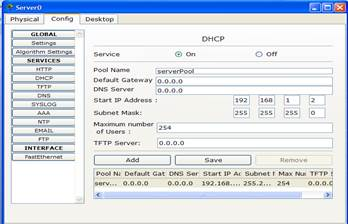 Server0
Physical Config Desktop
GLOBAL
Settings
Algorithm Settings
SERVICES
HTTP
DHCP
TFTP
DNS
SYSLOG
AAA
NTP
EMAIL
FTP
INTERFACE
FastEthernet
DHCP
Service On Off
Pool Name serverPool
Default Gateway 0.0.0.0
DNS Server 0.0.0.0
Start IP Address : 192 168 1 2
Subnet Mask: 255 255 255 0
Maximum number
of Users : 254
TFTP Server: 0.0.0.0
Add Save Remove
Pool Na Default Gat DNS Ser Start IP Ad Subnet M Max Num TFTP S
serv... 0.0.0.0 0.0.0.0 192.168.... 255.2... 254 0.0.0.